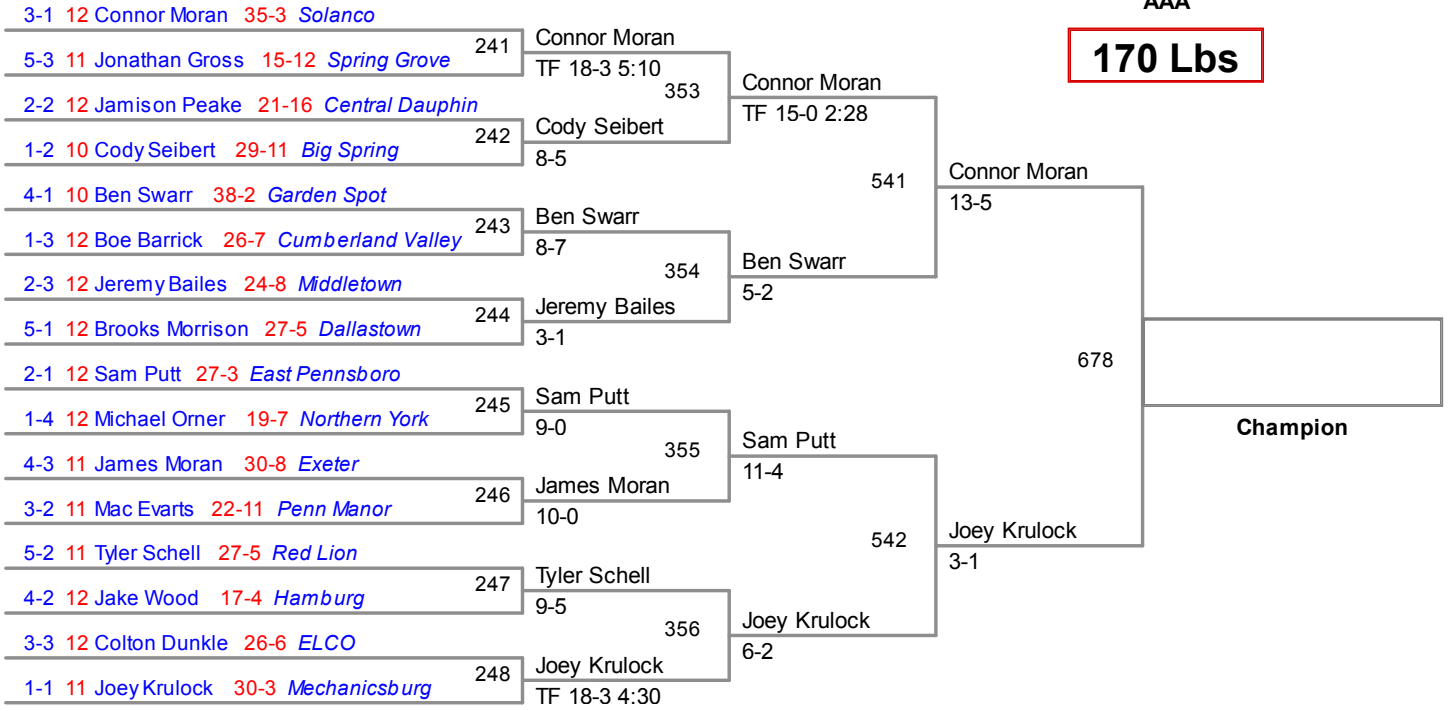 AAA
170 Lbs
3-1 12 Connor Moran 35-3 Solanco
5-3 11 Jonathan Gross 15-12 Spring Grove
2-2 12 Jamison Peake 21-16 Central Dauphin
1-2 10 Cody Seibert 29-11 Big Spring
4-1 10 Ben Swarr 38-2 Garden Spot
1-3 12 Boe Barrick 26-7 Cumberland Valley
2-3 12 Jeremy Bailes 24-8 Middletown
5-1 12 Brooks Morrison 27-5 Dallastown
2-1 12 Sam Putt 27-3 East Pennsboro
1-4 12 Michael Orner 19-7 Northern York
4-3 11 James Moran 30-8 Exeter
3-2 11 Mac Evarts 22-11 Penn Manor
5-2 11 Tyler Schell 27-5 Red Lion
4-2 12 Jake Wood 17-4 Hamburg
3-3 12 Colton Dunkle 26-6 ELCO
1-1 11 Joey Krulock 30-3 Mechanicsburg
241
242
243
244
245
246
247
248
Connor Moran
TF 18-3 5:10
Cody Seibert
8-5
Ben Swarr
8-7
Jeremy Bailes
3-1
Sam Putt
9-0
James Moran
10-0
Tyler Schell
9-5
Joey Krulock
TF 18-3 4:30
353
354
355
356
Connor Moran
TF 15-0 2:28
Ben Swarr
5-2
Sam Putt
11-4
Joey Krulock
6-2
541
542
Connor Moran
13-5
Joey Krulock
3-1
678
Champion